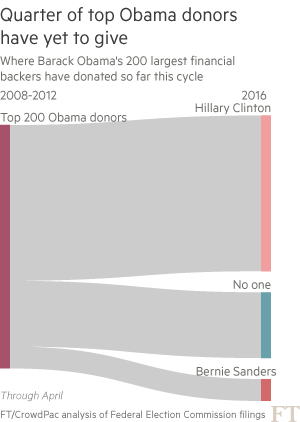 Quarter of top Obama donors
have yet to give
Where Barack Obama's 200 largest financial
backers have donated so far this cycle
2008-2012 2016
Hillary Clinton
Top 200 Obama donors
No one
Bernie Sanders
Through April
FT/CrowdPac analysis of Federal Election Commission filings FT